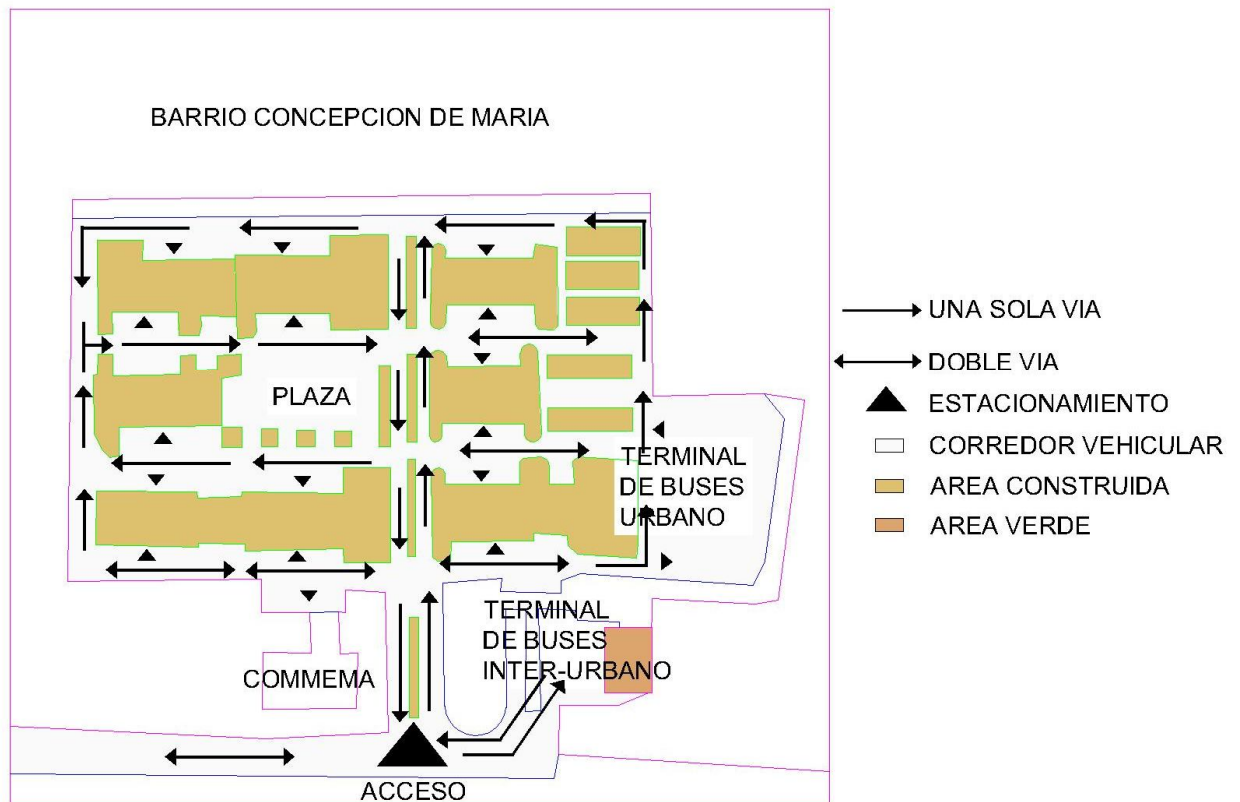 BARRIO CONCEPCION DE MARIA
PLAZA
TERMINAL
DE BUSES
URBANO
TERMINAL
DE BUSES
INTER-URBANO
COMMEMA
ACCESO
UNA SOLA VIA
DOBLE VIA
ESTACIONAMIENTO
CORREDOR VEHICULAR
AREA CONSTRUIDA
AREA VERDE